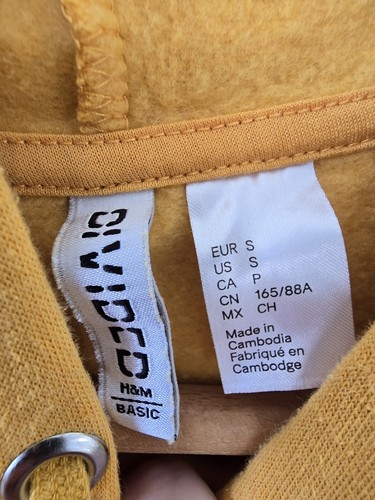 DIVIDED
H&M
BASIC
EUR S
US S
CA P
CN 165/88A
MX CH
Made in
Cambodia
Fabriqué en
Cambodge